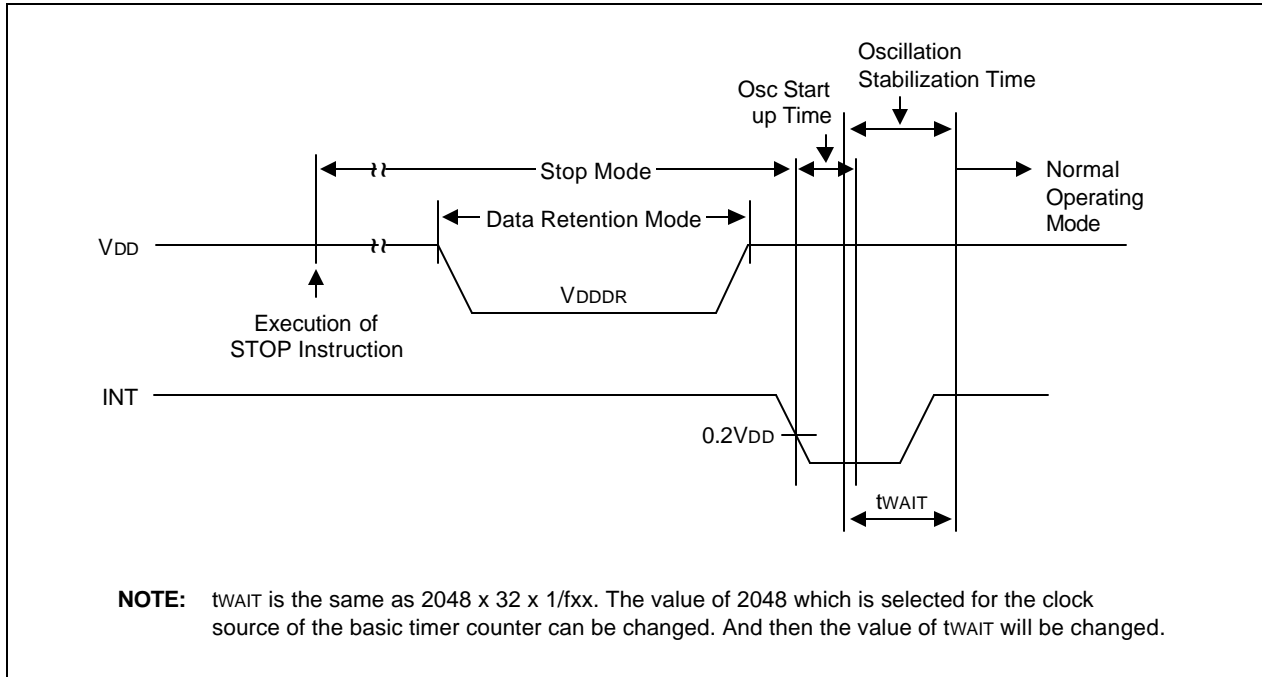 Oscillation
Stabilization Time
Osc Start
up Time
Stop Mode
Normal
Operating
Mode
Data Retention Mode
VDD
VDDDR
Execution of
STOP Instruction
INT
0.2VDD
tWAIT
NOTE: tWAIT is the same as 2048 x 32 x 1/fxx. The value of 2048 which is selected for the clock
source of the basic timer counter can be changed. And then the value of tWAIT will be changed.